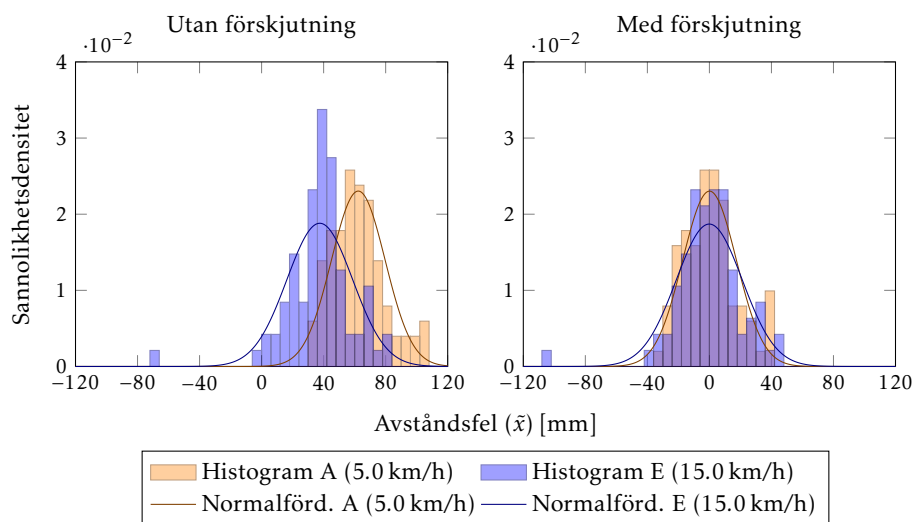 Utan förskjutning
Med förskjutning
·10⁻²
·10⁻²
4
3
2
1
0
4
3
2
1
0
Sannolikhetsdensitet
−120 −80 −40 0 40 80 120
−120 −80 −40 0 40 80 120
Avståndsfel (x̃) [mm]
Histogram A (5.0 km/h) Histogram E (15.0 km/h)
Normalförd. A (5.0 km/h) Normalförd. E (15.0 km/h)